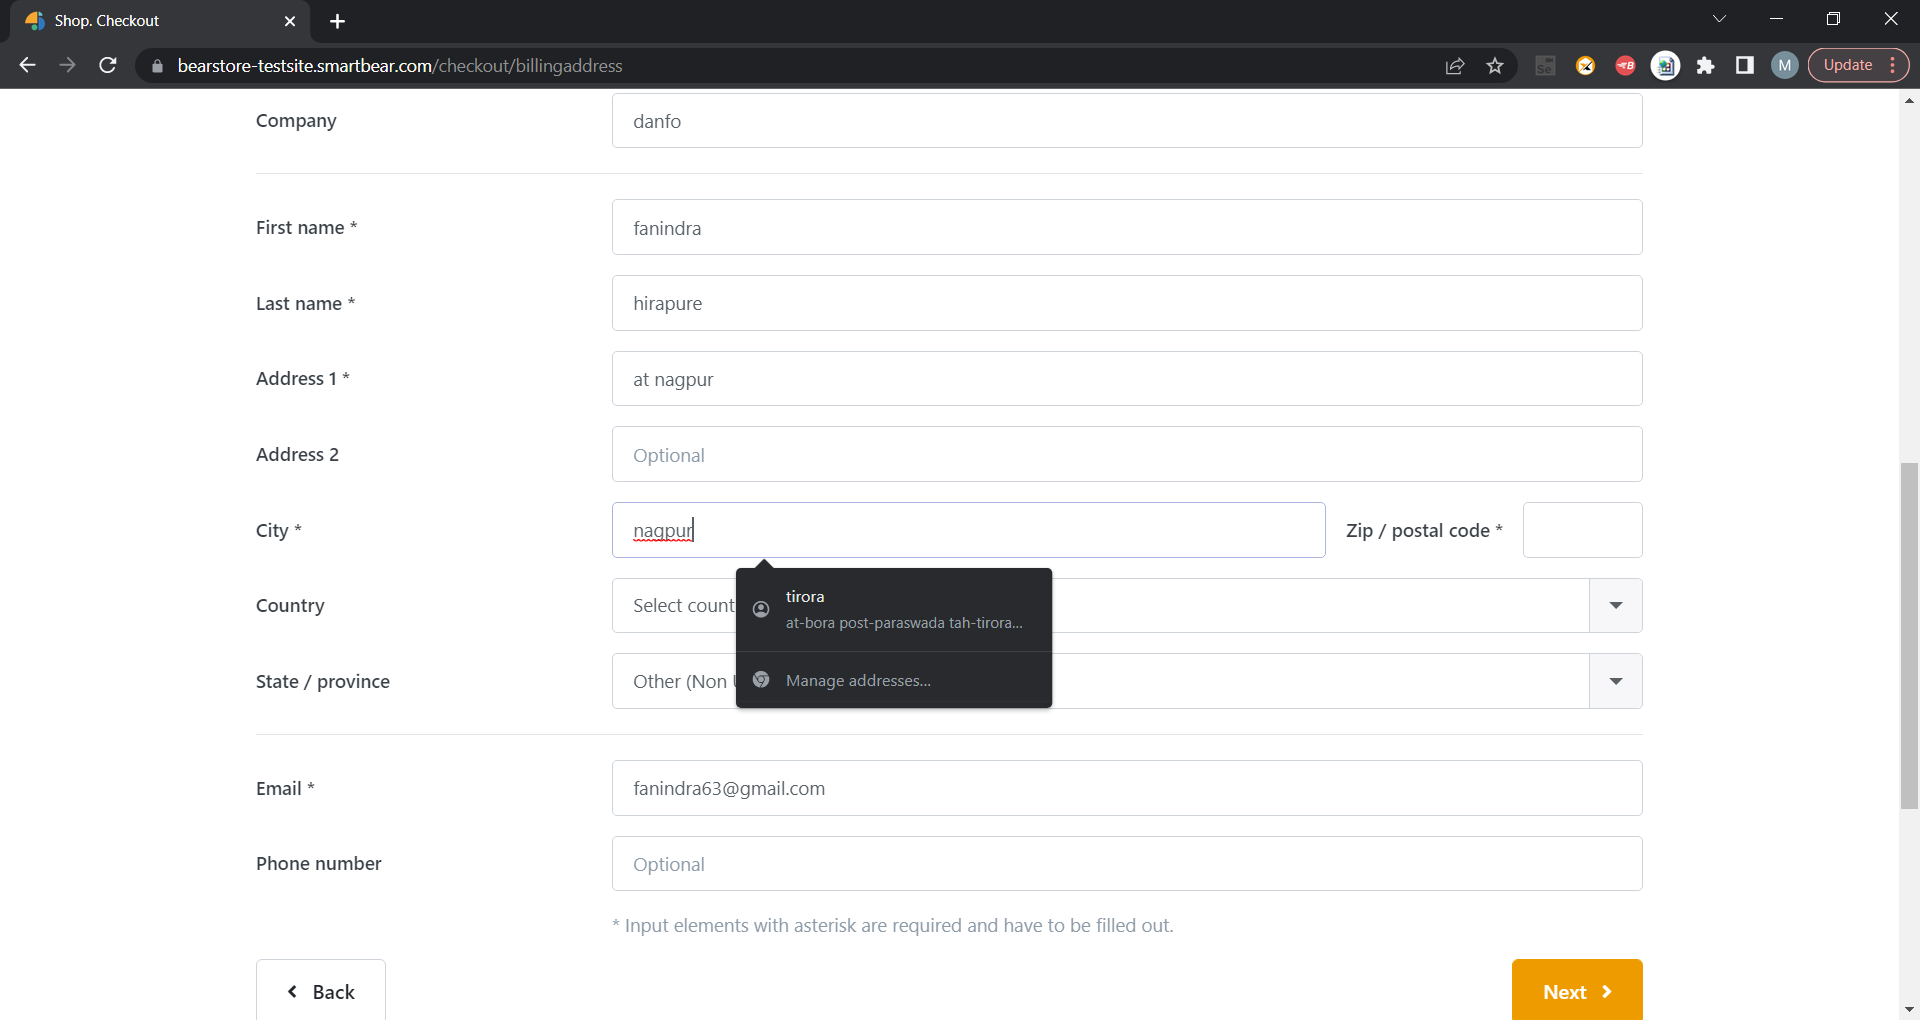 Shop. Checkout
bearstore-testsite.smartbear.com/checkout/billingaddress
Se
B
M
Update
Company
danfo
First name *
fanindra
Last name *
hirapure
Address 1 *
at nagpur
Address 2
Optional
City *
nagpur
Zip / postal code *
tirora
at-bora post-paraswada tah-tirora...
Manage addresses...
Country
Select count
State / province
Other (Non
Email *
fanindra63@gmail.com
Phone number
Optional
* Input elements with asterisk are required and have to be filled out.
Back
Next